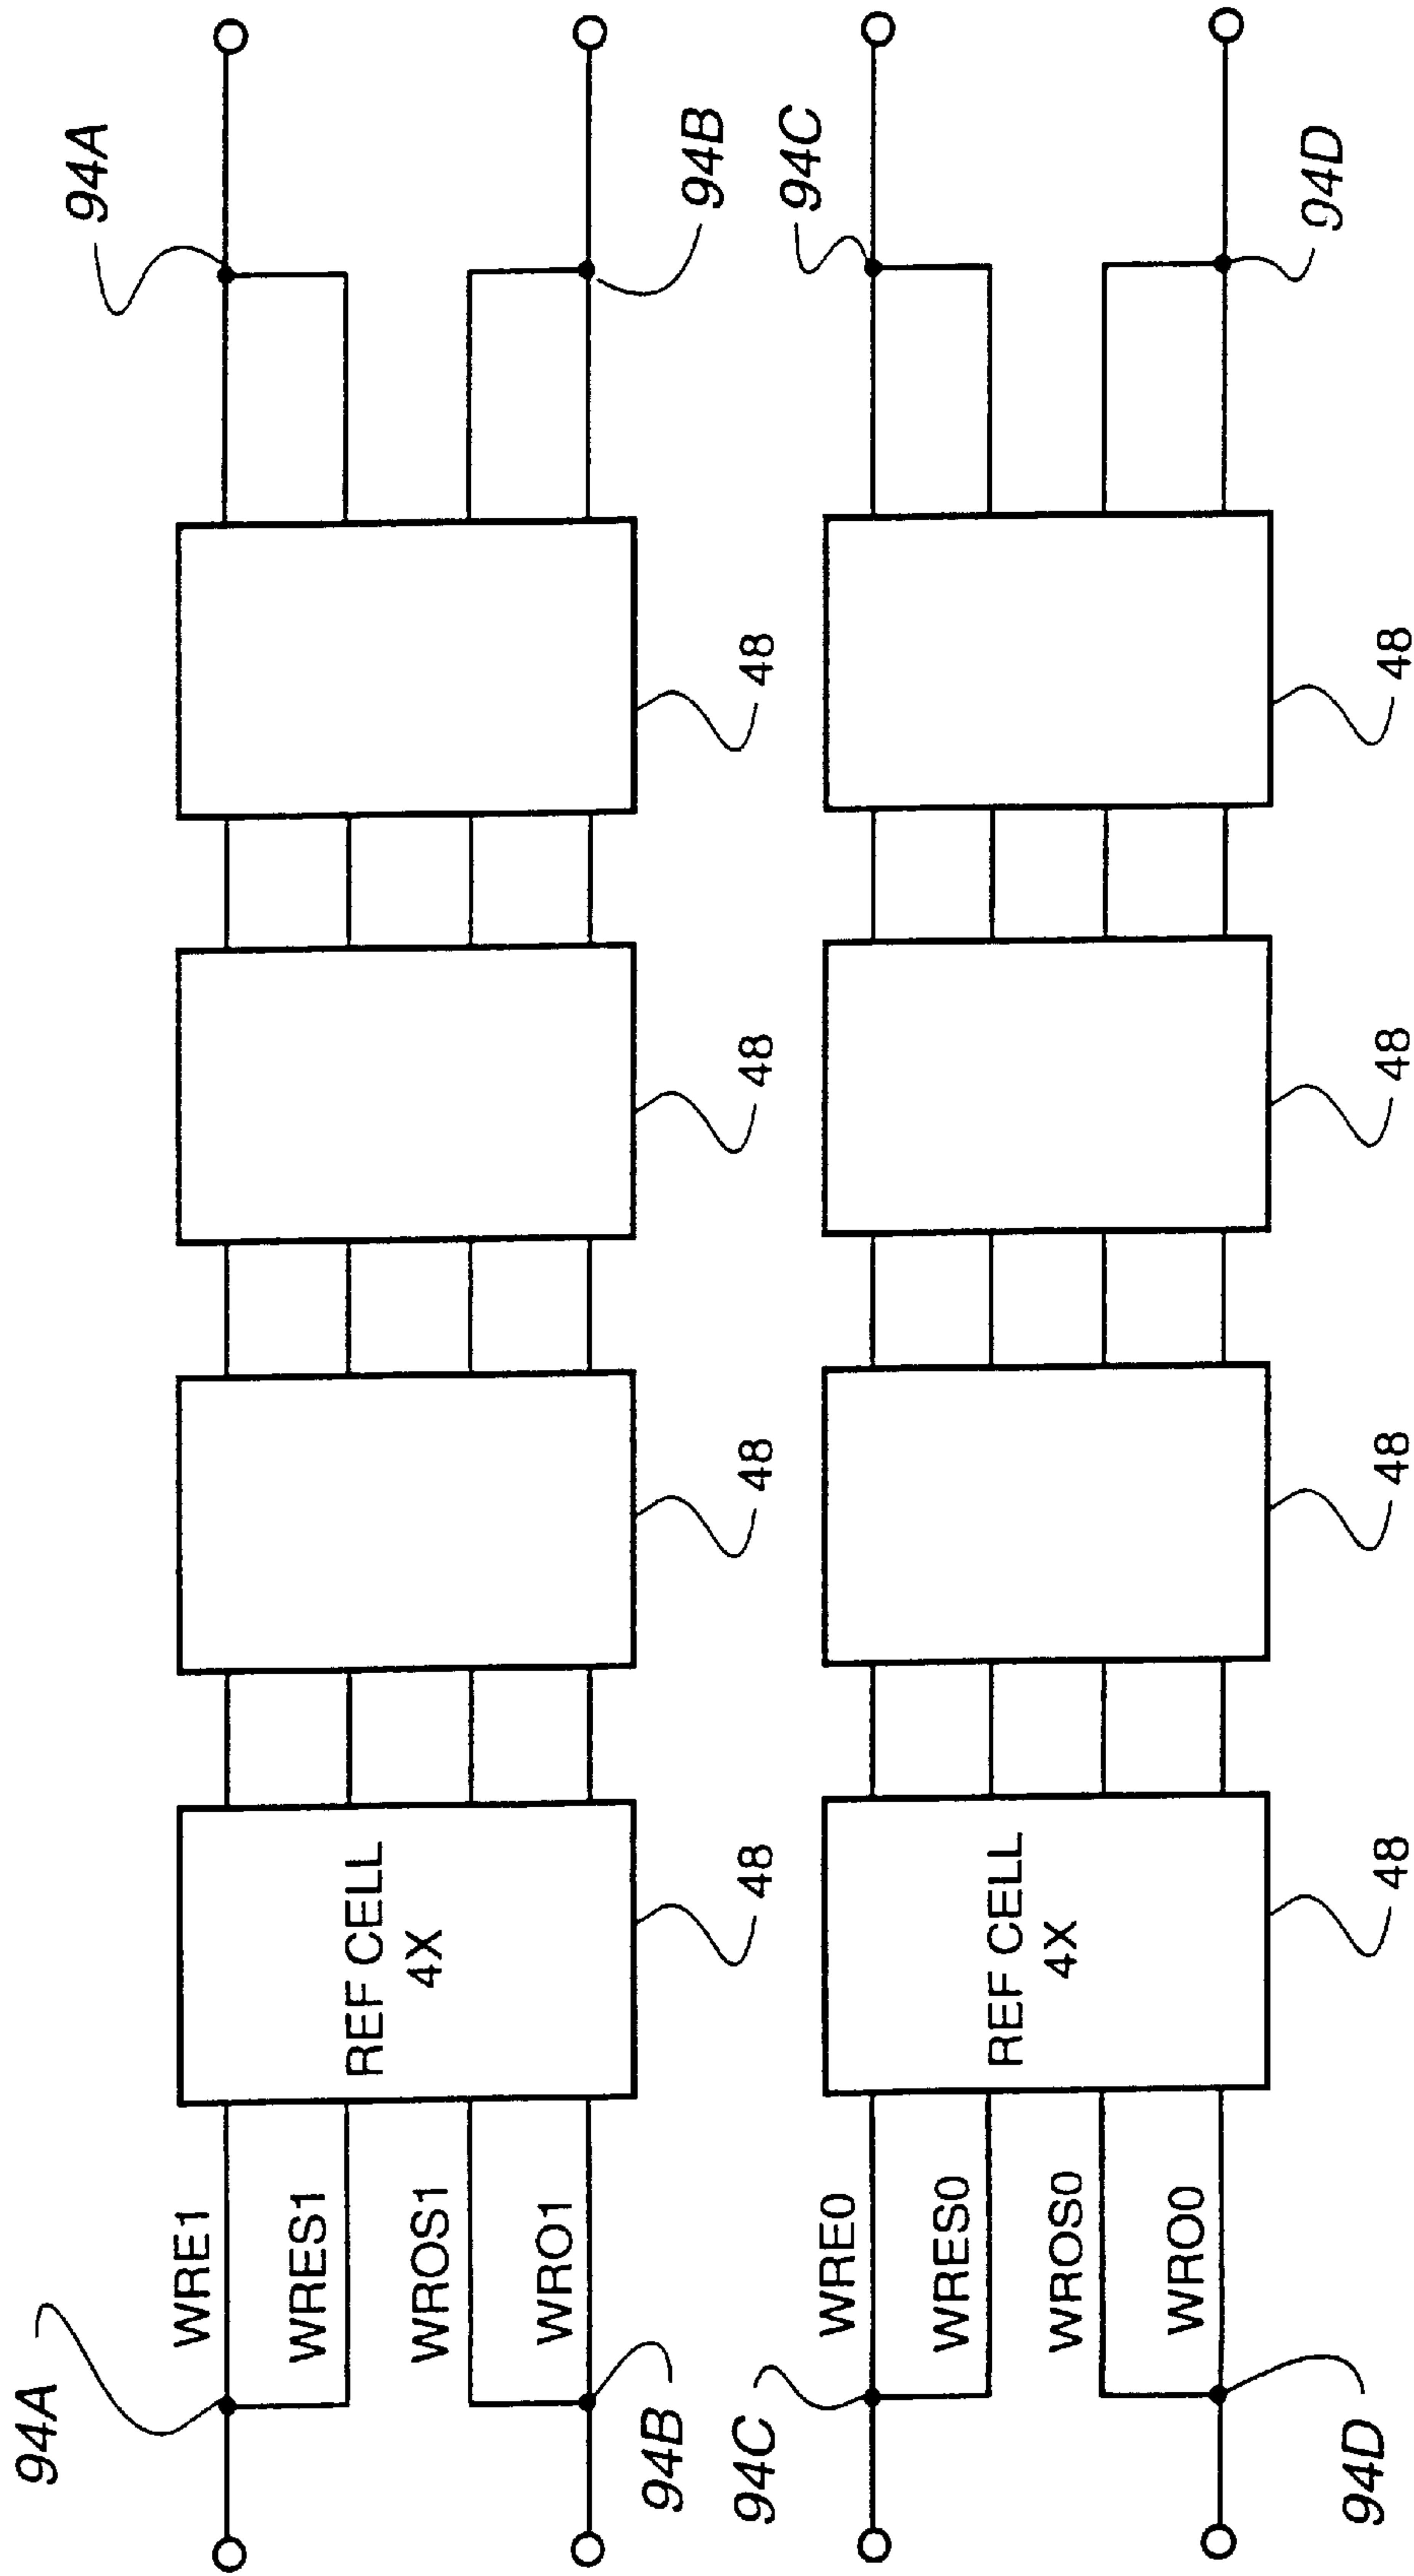 94A
94A
WRE1
WRES1
WROS1
WRO1
REF CELL
4X
48
48
48
48
94B
94B
94C
94C
WRE0
WRES0
WROS0
WRO0
REF CELL
4X
48
48
48
48
94D
94D